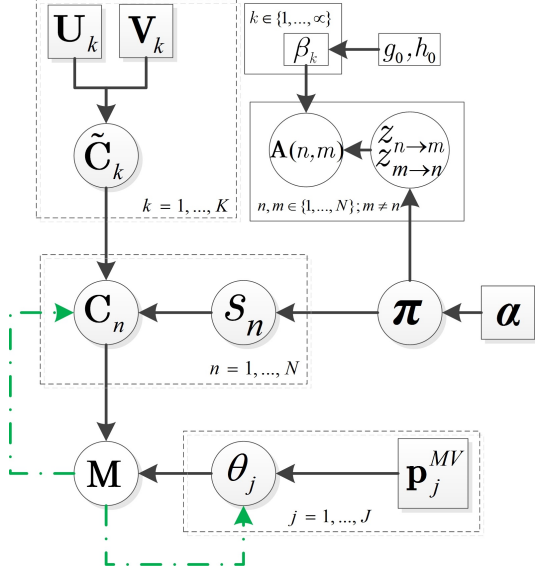 U_k V_k
k ∈ {1,...,∞}
β_k
g_0, h_0
C̃_k
A(n,m)
z_{n→m}
z_{m→n}
k = 1,..., K
n, m ∈ {1,..., N}; m ≠ n
C_n
S_n
π
α
n = 1,..., N
M
θ_j
p_j^{MV}
j = 1,..., J